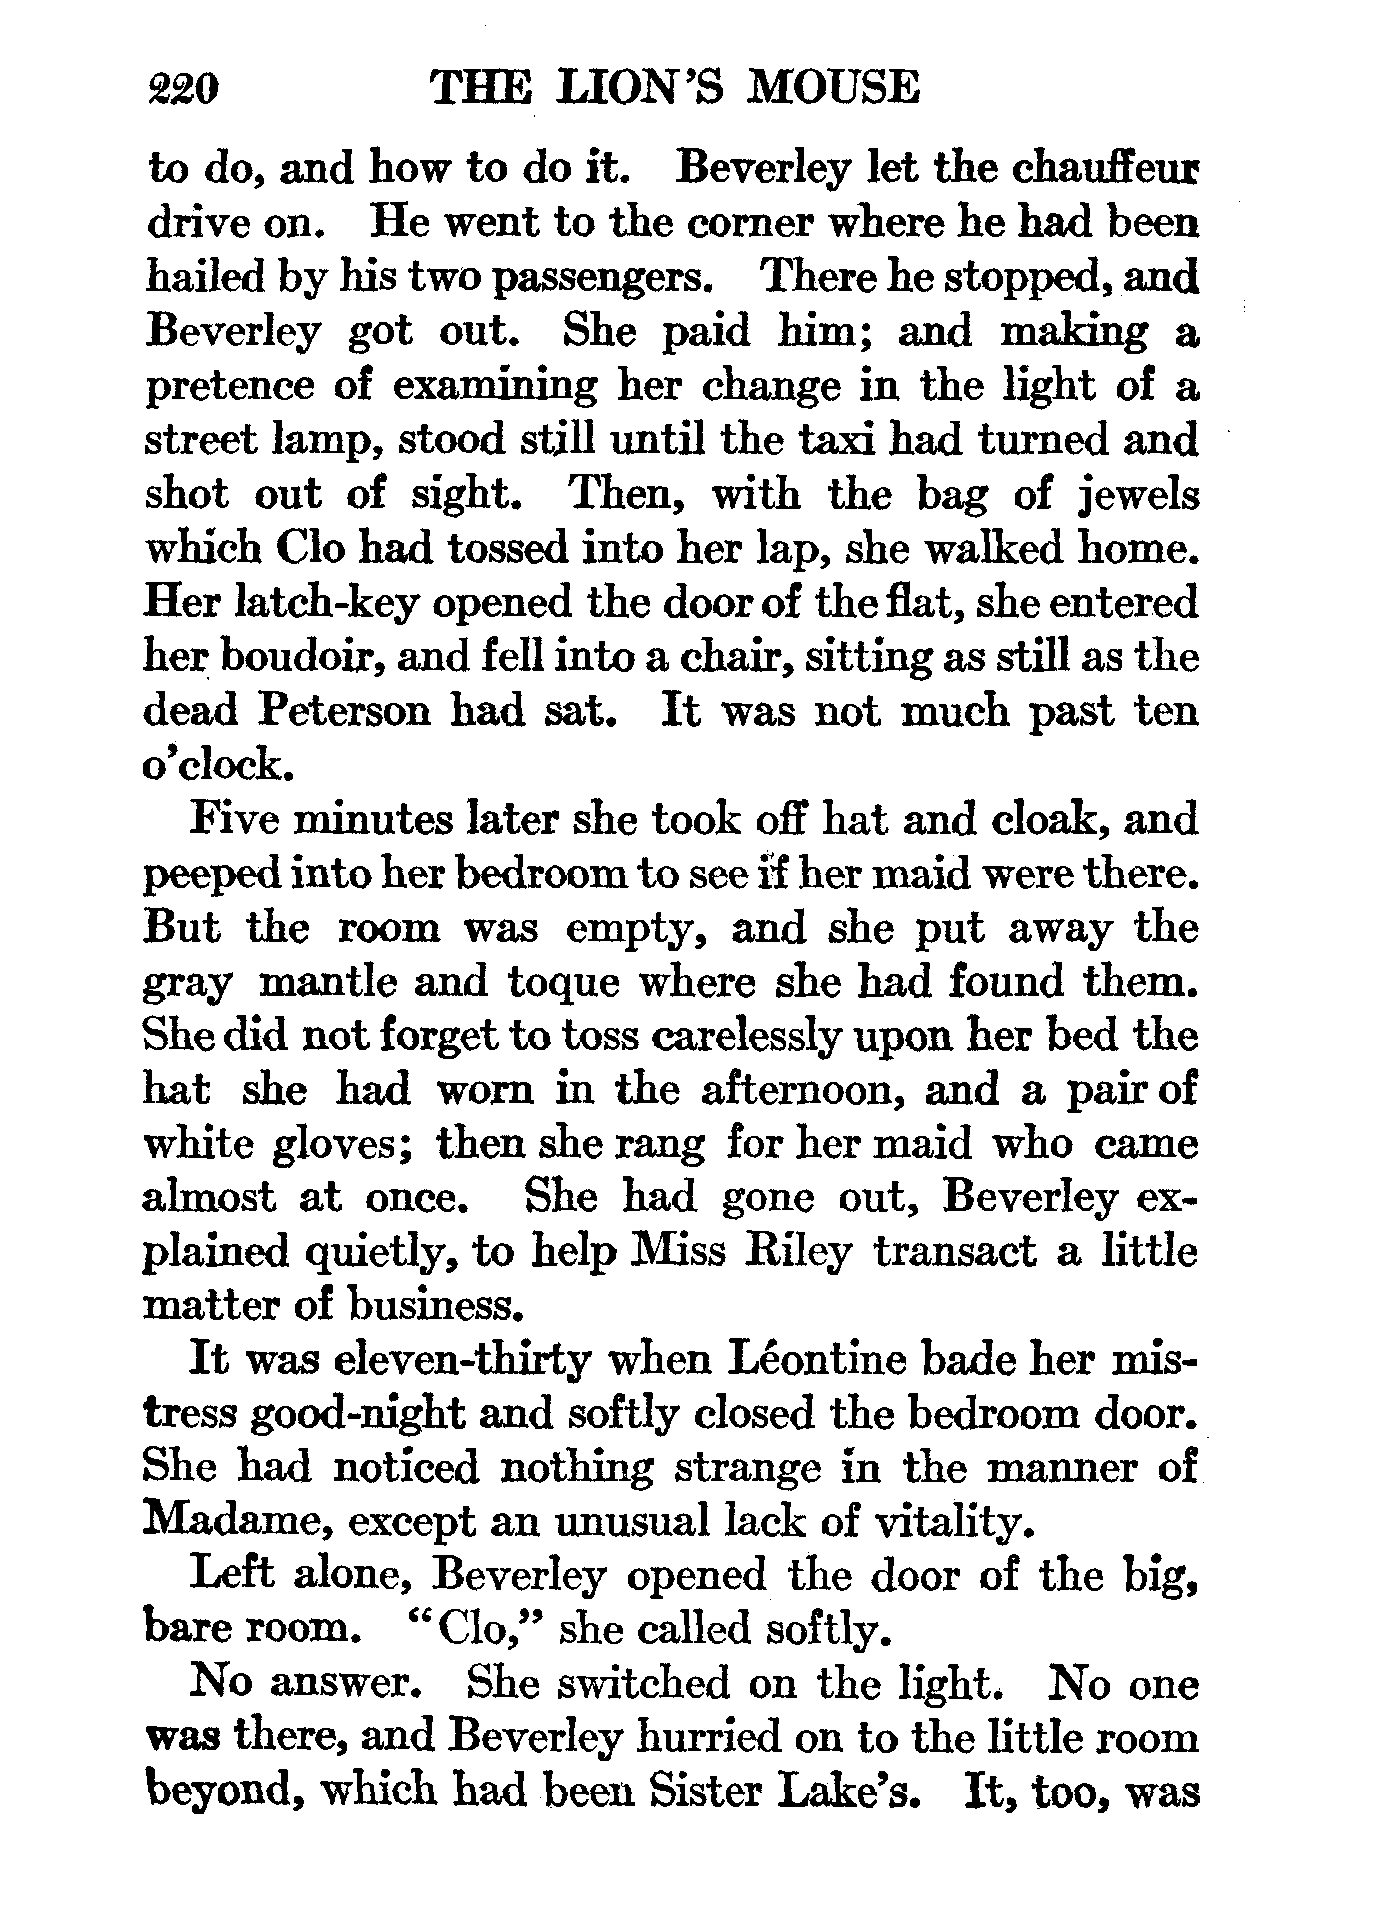 220 THE LION'S MOUSE
to do, and how to do it. Beverley let the chauffeur
drive on. He went to the corner where he had been
hailed by his two passengers. There he stopped, and
Beverley got out. She paid him; and making a
pretence of examining her change in the light of a
street lamp, stood still until the taxi had turned and
shot out of sight. Then, with the bag of jewels
which Clo had tossed into her lap, she walked home.
Her latch-key opened the door of the flat, she entered
her boudoir, and fell into a chair, sitting as still as the
dead Peterson had sat. It was not much past ten
o'clock.
Five minutes later she took off hat and cloak, and
peeped into her bedroom to see if her maid were there.
But the room was empty, and she put away the
gray mantle and toque where she had found them.
She did not forget to toss carelessly upon her bed the
hat she had worn in the afternoon, and a pair of
white gloves; then she rang for her maid who came
almost at once. She had gone out, Beverley ex-
plained quietly, to help Miss Riley transact a little
matter of business.
It was eleven-thirty when Léontine bade her mis-
tress good-night and softly closed the bedroom door.
She had noticed nothing strange in the manner of
Madame, except an unusual lack of vitality.
Left alone, Beverley opened the door of the big,
bare room. "Clo," she called softly.
No answer. She switched on the light. No one
was there, and Beverley hurried on to the little room
beyond, which had been Sister Lake's. It, too, was